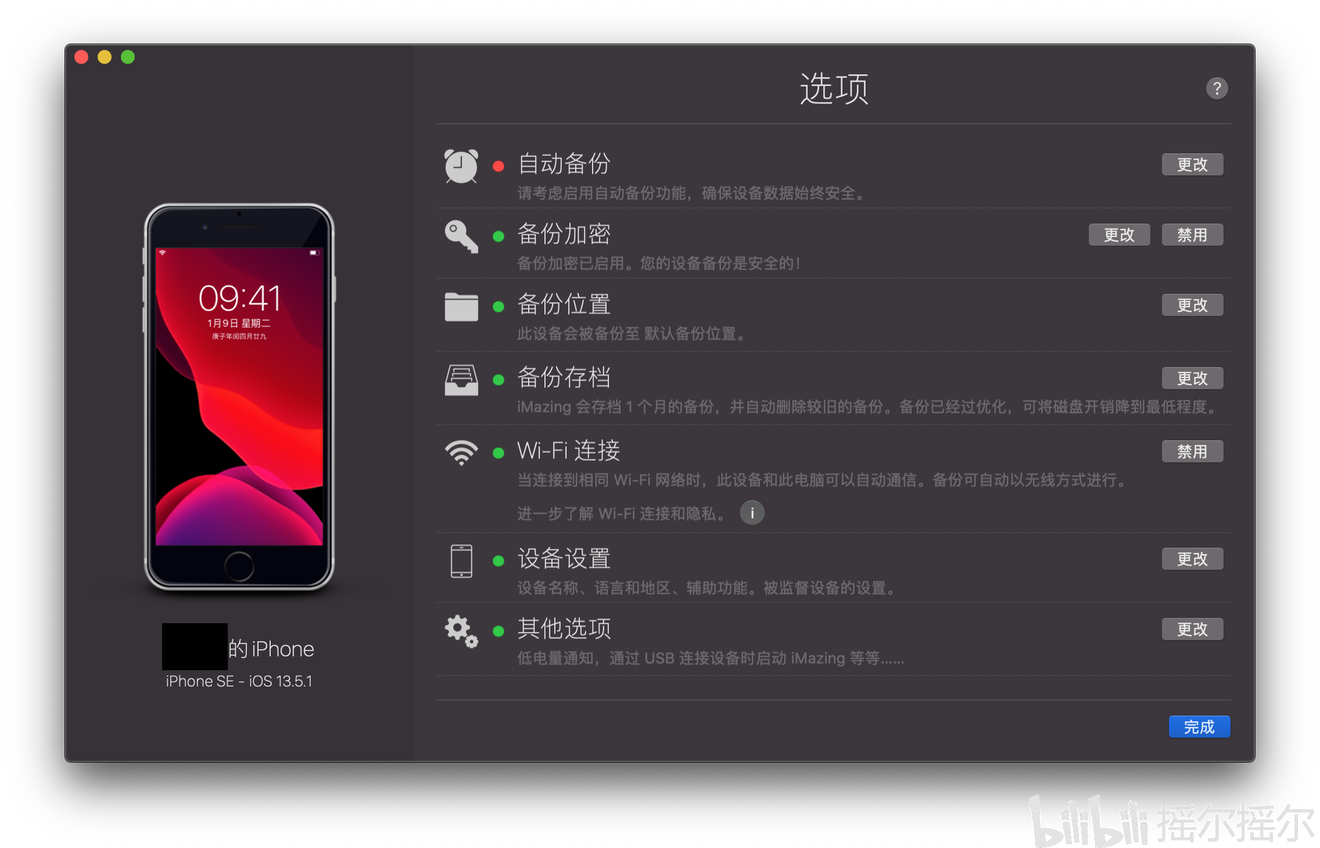 选项
?
自动备份
更改
请考虑启用自动备份功能，确保设备数据始终安全。
备份加密
更改
禁用
备份加密已启用。您的设备备份是安全的！
备份位置
更改
此设备会被备份至 默认备份位置。
备份存档
更改
iMazing 会存档 1 个月的备份，并自动删除较旧的备份。备份已经过优化，可将磁盘开销降到最低程度。
Wi-Fi 连接
禁用
当连接到相同 Wi-Fi 网络时，此设备和此电脑可以自动通信。备份可自动以无线方式进行。
进一步了解 Wi-Fi 连接和隐私。 i
设备设置
更改
设备名称、语言和地区、辅助功能。被监督设备的设置。
其他选项
更改
低电量通知，通过 USB 连接设备时启动 iMazing 等等……
完成
09:41
1月9日 星期二
庚子年闰四月廿九
的 iPhone
iPhone SE - iOS 13.5.1
bilibili 摇尔摇尔